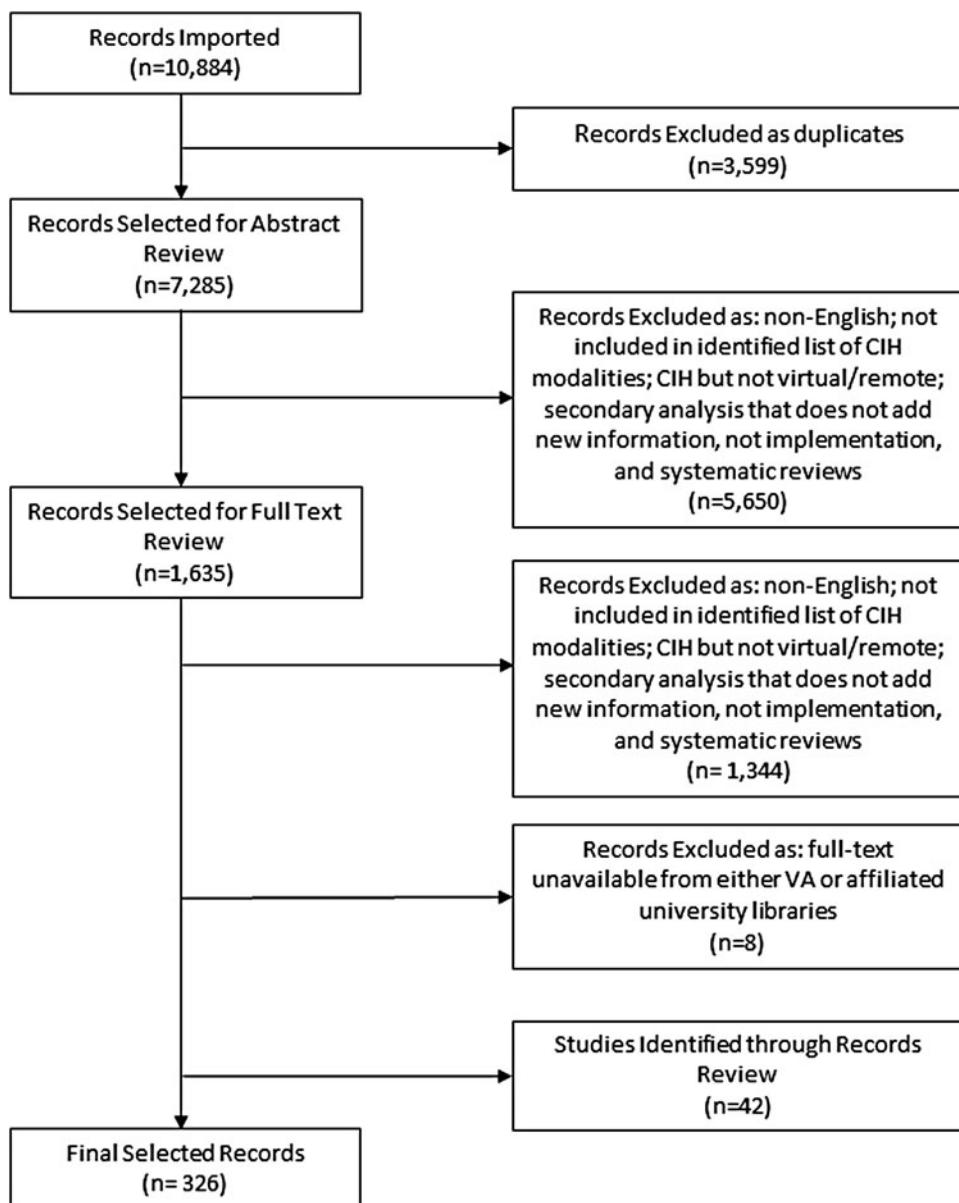 Records Imported
(n=10,884)
Records Excluded as duplicates
(n=3,599)
Records Selected for Abstract
Review
(n=7,285)
Records Excluded as: non-English; not
included in identified list of CIH
modalities; CIH but not virtual/remote;
secondary analysis that does not add
new information, not implementation,
and systematic reviews
(n=5,650)
Records Selected for Full Text
Review
(n=1,635)
Records Excluded as: non-English; not
included in identified list of CIH
modalities; CIH but not virtual/remote;
secondary analysis that does not add
new information, not implementation,
and systematic reviews
(n= 1,344)
Records Excluded as: full-text
unavailable from either VA or affiliated
university libraries
(n=8)
Studies Identified through Records
Review
(n=42)
Final Selected Records
(n= 326)